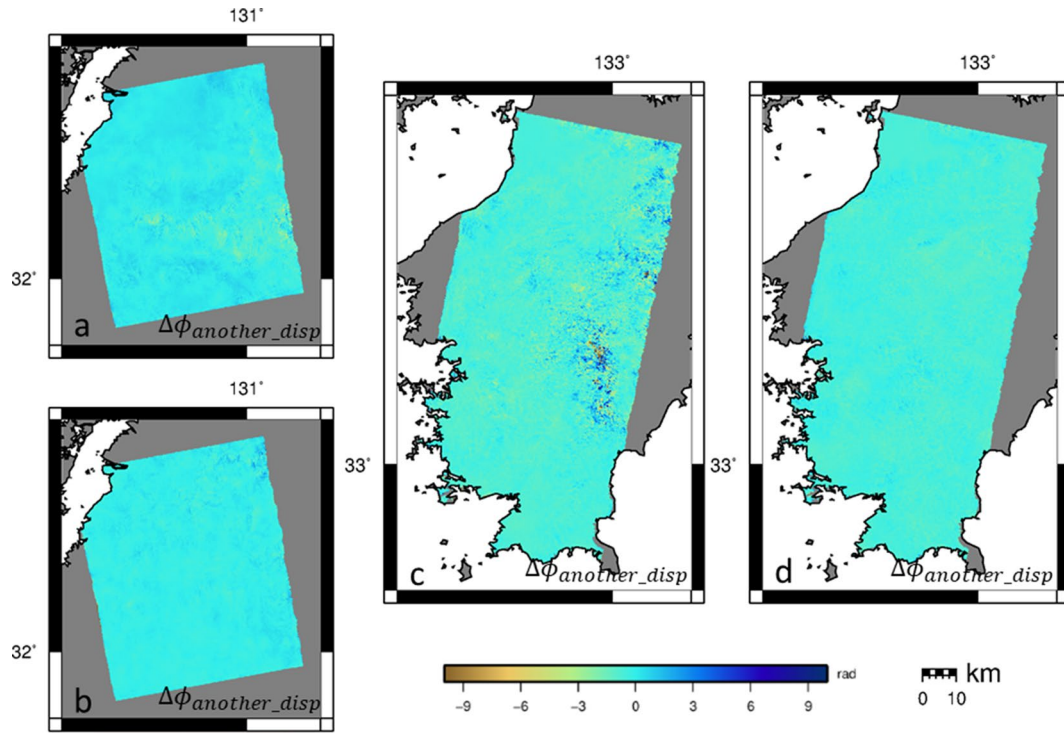 131°
32°
a
Δϕ_another_disp
131°
32°
b
Δϕ_another_disp
133°
33°
c
Δϕ_another_disp
133°
33°
d
Δϕ_another_disp
rad
−9 −6 −3 0 3 6 9
km
0 10